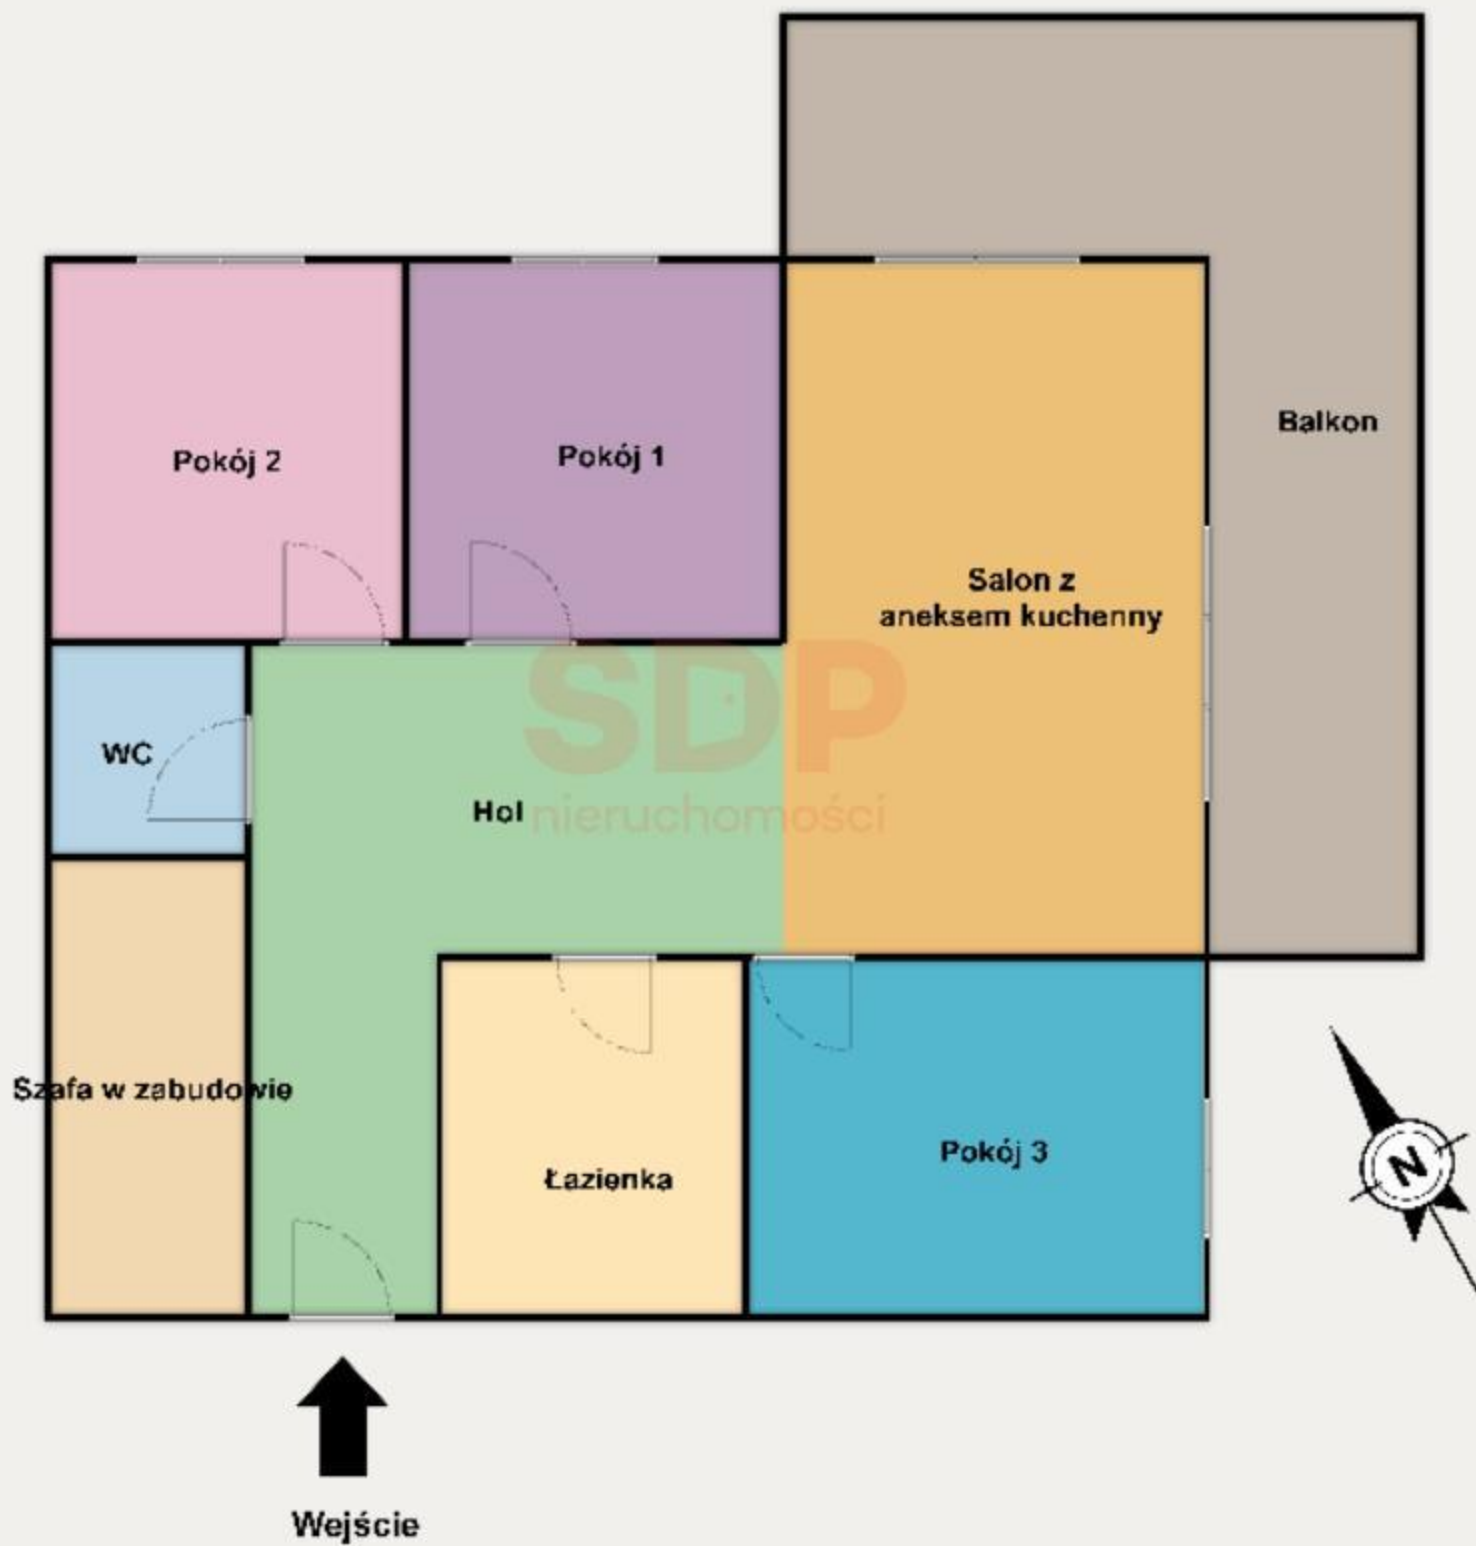 Balkon
Pokój 2
Pokój 1
Salon z
aneksem kuchenny
SDP
nieruchomości
WC
Hol
Szafa w zabudowie
Łazienka
Pokój 3
N
Wejście